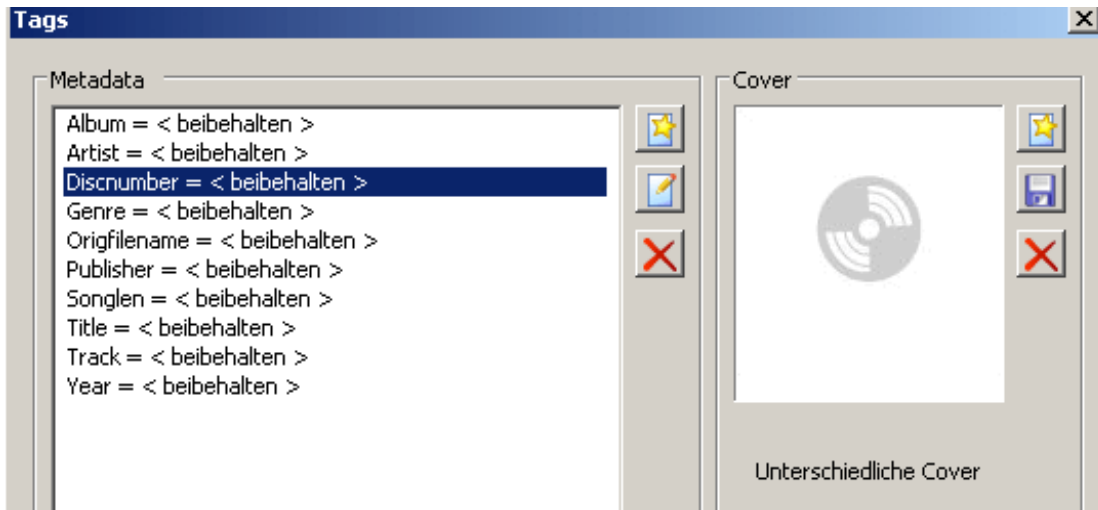 Tags
Metadata
Album = < beibehalten >
Artist = < beibehalten >
Discnumber = < beibehalten >
Genre = < beibehalten >
Origfilename = < beibehalten >
Publisher = < beibehalten >
Songlen = < beibehalten >
Title = < beibehalten >
Track = < beibehalten >
Year = < beibehalten >
Cover
Unterschiedliche Cover